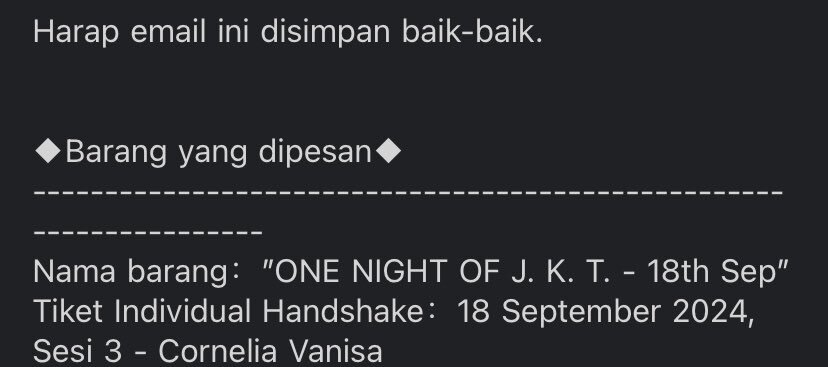 Harap email ini disimpan baik-baik.
◆Barang yang dipesan◆
----------------------------------------------------
----------------
Nama barang： "ONE NIGHT OF J. K. T. - 18th Sep"
Tiket Individual Handshake： 18 September 2024,
Sesi 3 - Cornelia Vanisa